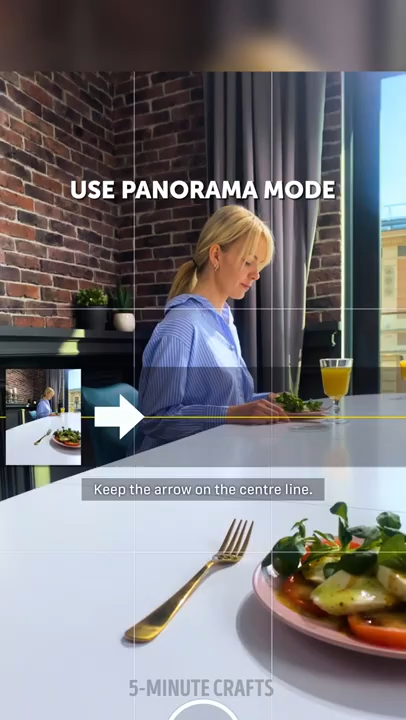 USE PANORAMA MODE
Keep the arrow on the centre line.
5-MINUTE CRAFTS